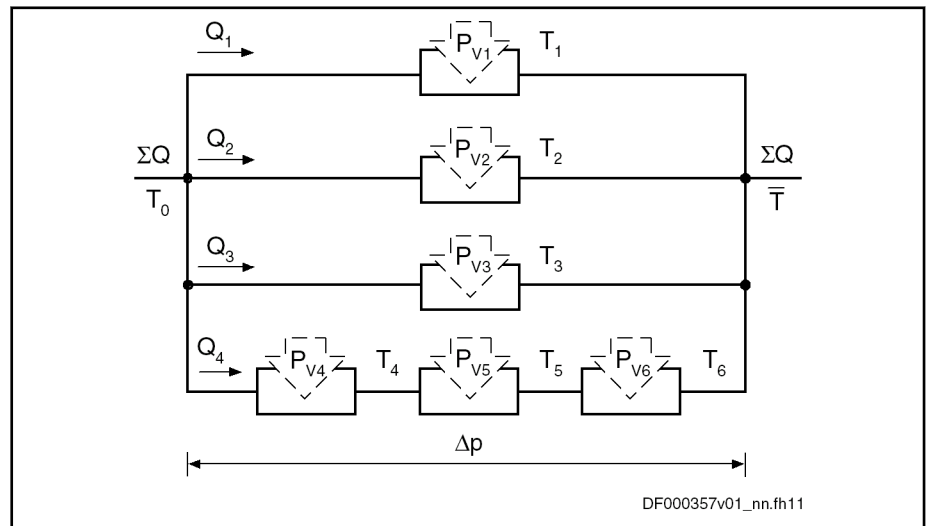 Q1 PV1 T1
ΣQ Q2 PV2 T2 ΣQ
T0 T̅
Q3 PV3 T3
Q4 PV4 T4 PV5 T5 PV6 T6
Δp
DF000357v01_nn.fh11